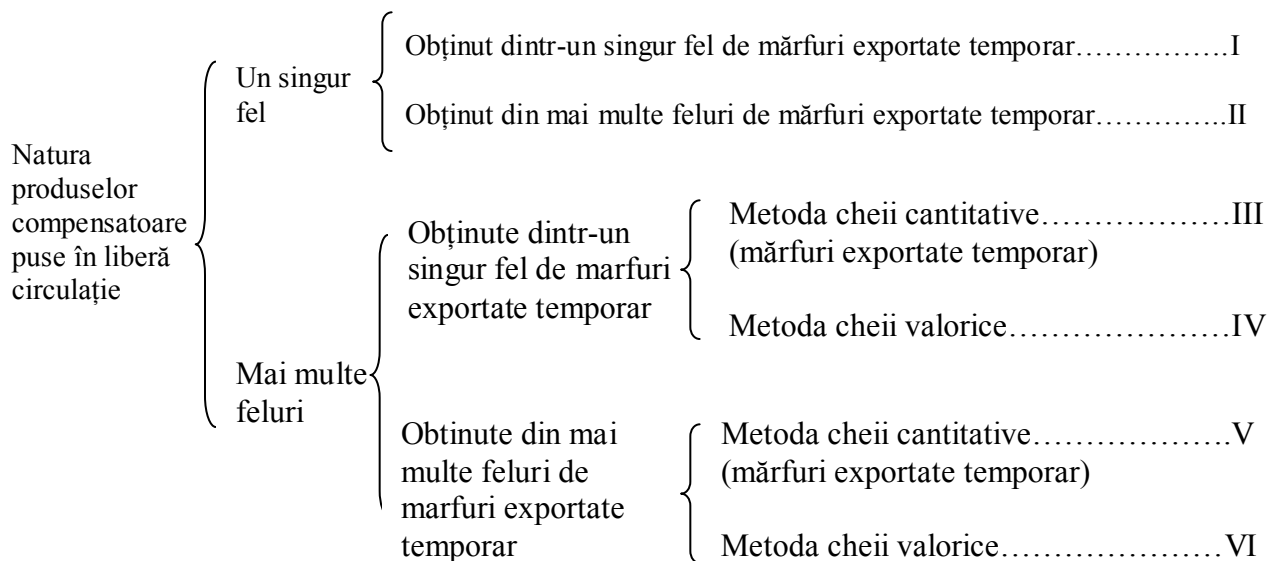 Natura
produselor
compensatoare
puse în liberă
circulație
Un singur
fel
Obținut dintr-un singur fel de mărfuri exportate temporar…………….I
Obținut din mai multe feluri de mărfuri exportate temporar…………..II
Mai multe
feluri
Obținute dintr-un
singur fel de marfuri
exportate temporar
Metoda cheii cantitative……………….III
(mărfuri exportate temporar)
Metoda cheii valorice………………….IV
Obtinute din mai
multe feluri de
marfuri exportate
temporar
Metoda cheii cantitative……………….V
(mărfuri exportate temporar)
Metoda cheii valorice………………….VI